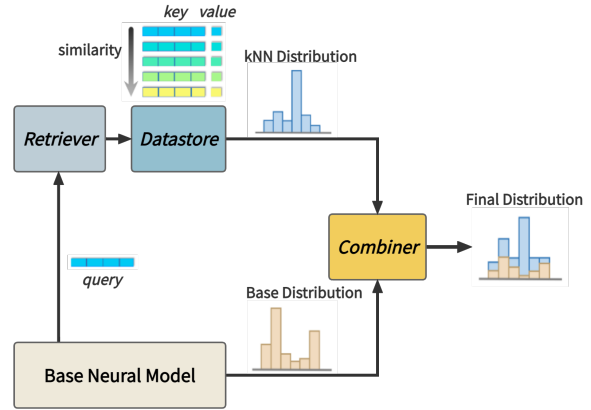 key value
similarity
kNN Distribution
Retriever
Datastore
Final Distribution
Combiner
query
Base Distribution
Base Neural Model